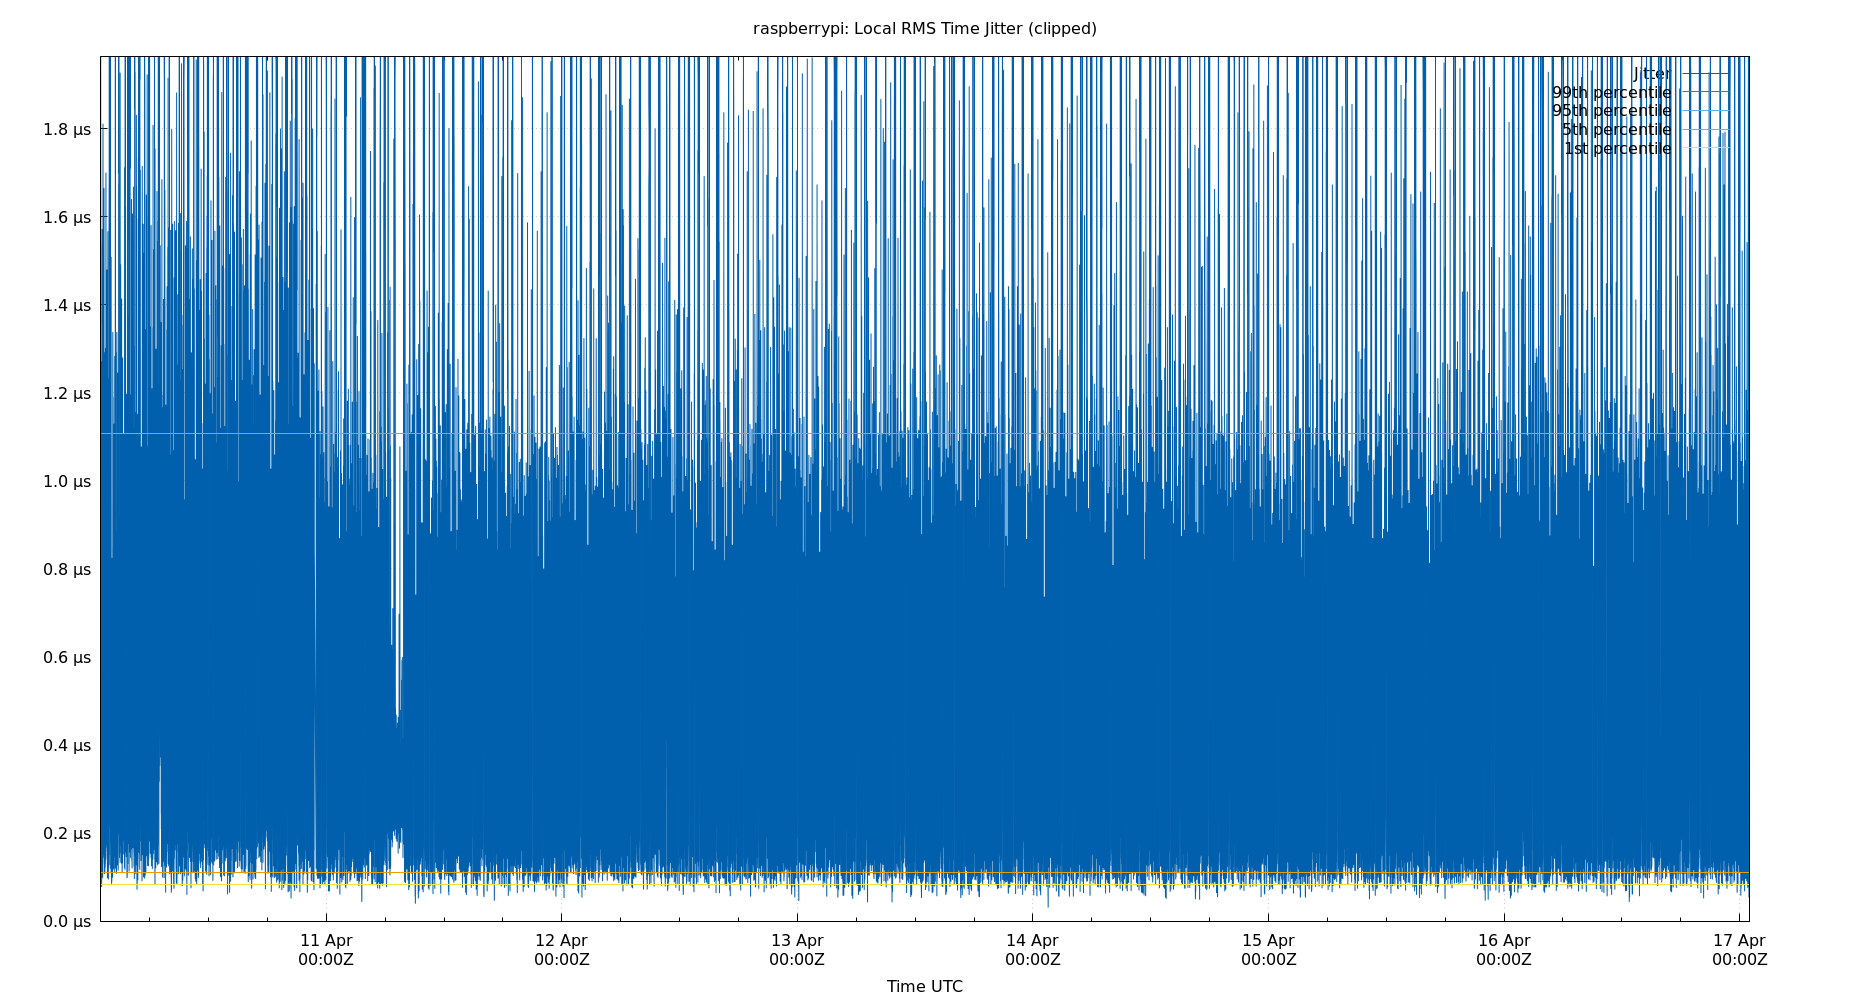 raspberrypi: Local RMS Time Jitter (clipped)
Jitter
99th percentile
95th percentile
5th percentile
1st percentile
1.8 µs
1.6 µs
1.4 µs
1.2 µs
1.0 µs
0.8 µs
0.6 µs
0.4 µs
0.2 µs
0.0 µs
11 Apr 12 Apr 13 Apr 14 Apr 15 Apr 16 Apr 17 Apr
00:00Z 00:00Z 00:00Z 00:00Z 00:00Z 00:00Z 00:00Z
Time UTC